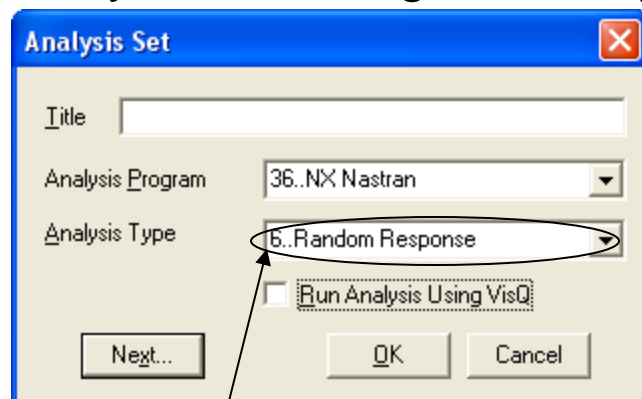 Analysis Set
Title
Analysis Program 36..NX Nastran
Analysis Type 6..Random Response
Run Analysis Using VisQ
Next... OK Cancel